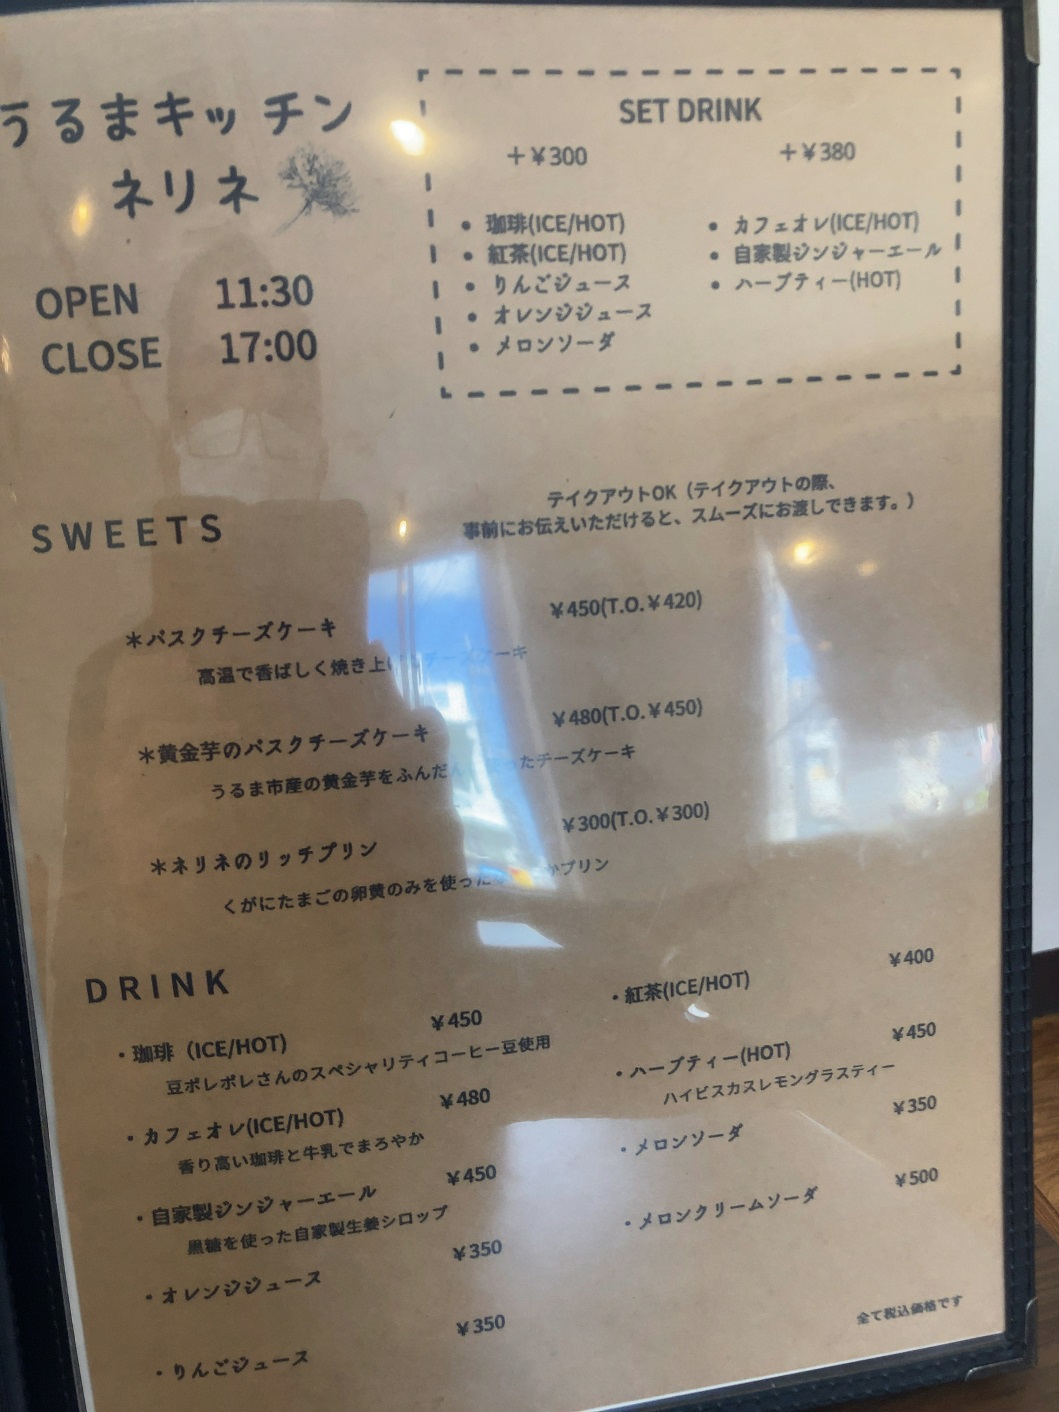 うるまキッチン
ネリネ
OPEN 11:30
CLOSE 17:00
SET DRINK
＋￥300
・珈琲(ICE/HOT)
・紅茶(ICE/HOT)
・りんごジュース
・オレンジジュース
・メロンソーダ
＋￥380
・カフェオレ(ICE/HOT)
・自家製ジンジャーエール
・ハーブティー(HOT)
SWEETS
テイクアウトOK（テイクアウトの際、
事前にお伝えいただけると、スムーズにお渡しできます。）
＊バスクチーズケーキ ￥450(T.O.￥420)
高温で香ばしく焼き上 チーズケーキ
＊黄金芋のバスクチーズケーキ ￥480(T.O.￥450)
うるま市産の黄金芋をふんだ ったチーズケーキ
＊ネリネのリッチプリン ￥300(T.O.￥300)
くがにたまごの卵黄のみを使った プリン
DRINK
・珈琲（ICE/HOT) ￥450
豆ポレポレさんのスペシャリティコーヒー豆使用
・カフェオレ(ICE/HOT) ￥480
香り高い珈琲と牛乳でまろやか
・自家製ジンジャーエール ￥450
黒糖を使った自家製生姜シロップ
・オレンジジュース ￥350
・りんごジュース ￥350
・紅茶(ICE/HOT) ￥400
・ハーブティー(HOT) ￥450
ハイビスカスレモングラスティー
・メロンソーダ ￥350
・メロンクリームソーダ ￥500
全て税込価格です